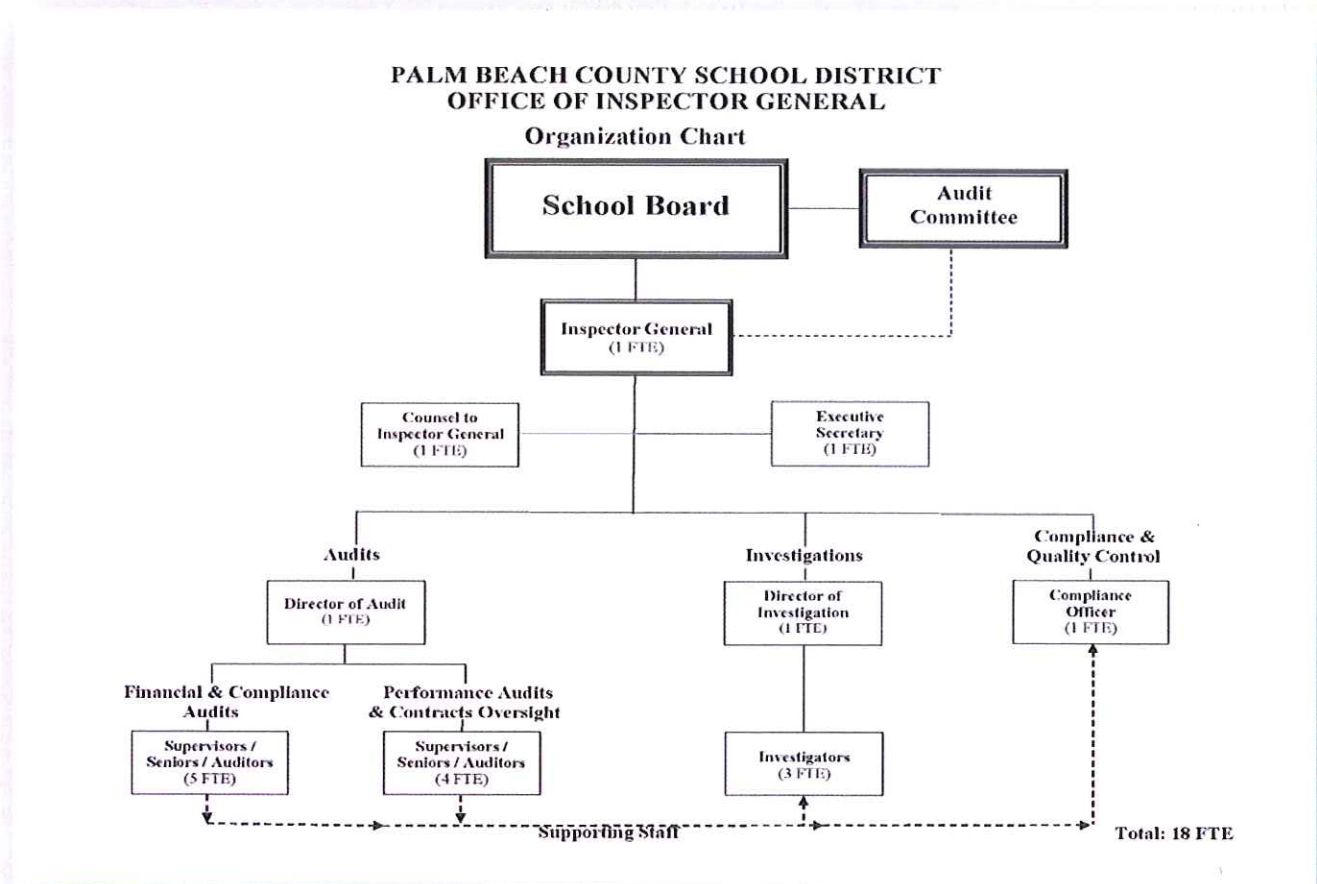 PALM BEACH COUNTY SCHOOL DISTRICT
OFFICE OF INSPECTOR GENERAL
Organization Chart
School Board
Audit
Committee
Inspector General
(1 FTE)
Counsel to
Inspector General
(1 FTE)
Executive
Secretary
(1 FTE)
Audits
Investigations
Compliance &
Quality Control
Director of Audit
(1 FTE)
Director of
Investigation
(1 FTE)
Compliance
Officer
(1 FTE)
Financial & Compliance
Audits
Performance Audits
& Contracts Oversight
Supervisors /
Seniors / Auditors
(5 FTE)
Supervisors /
Seniors / Auditors
(4 FTE)
Investigators
(3 FTE)
Supporting Staff
Total: 18 FTE